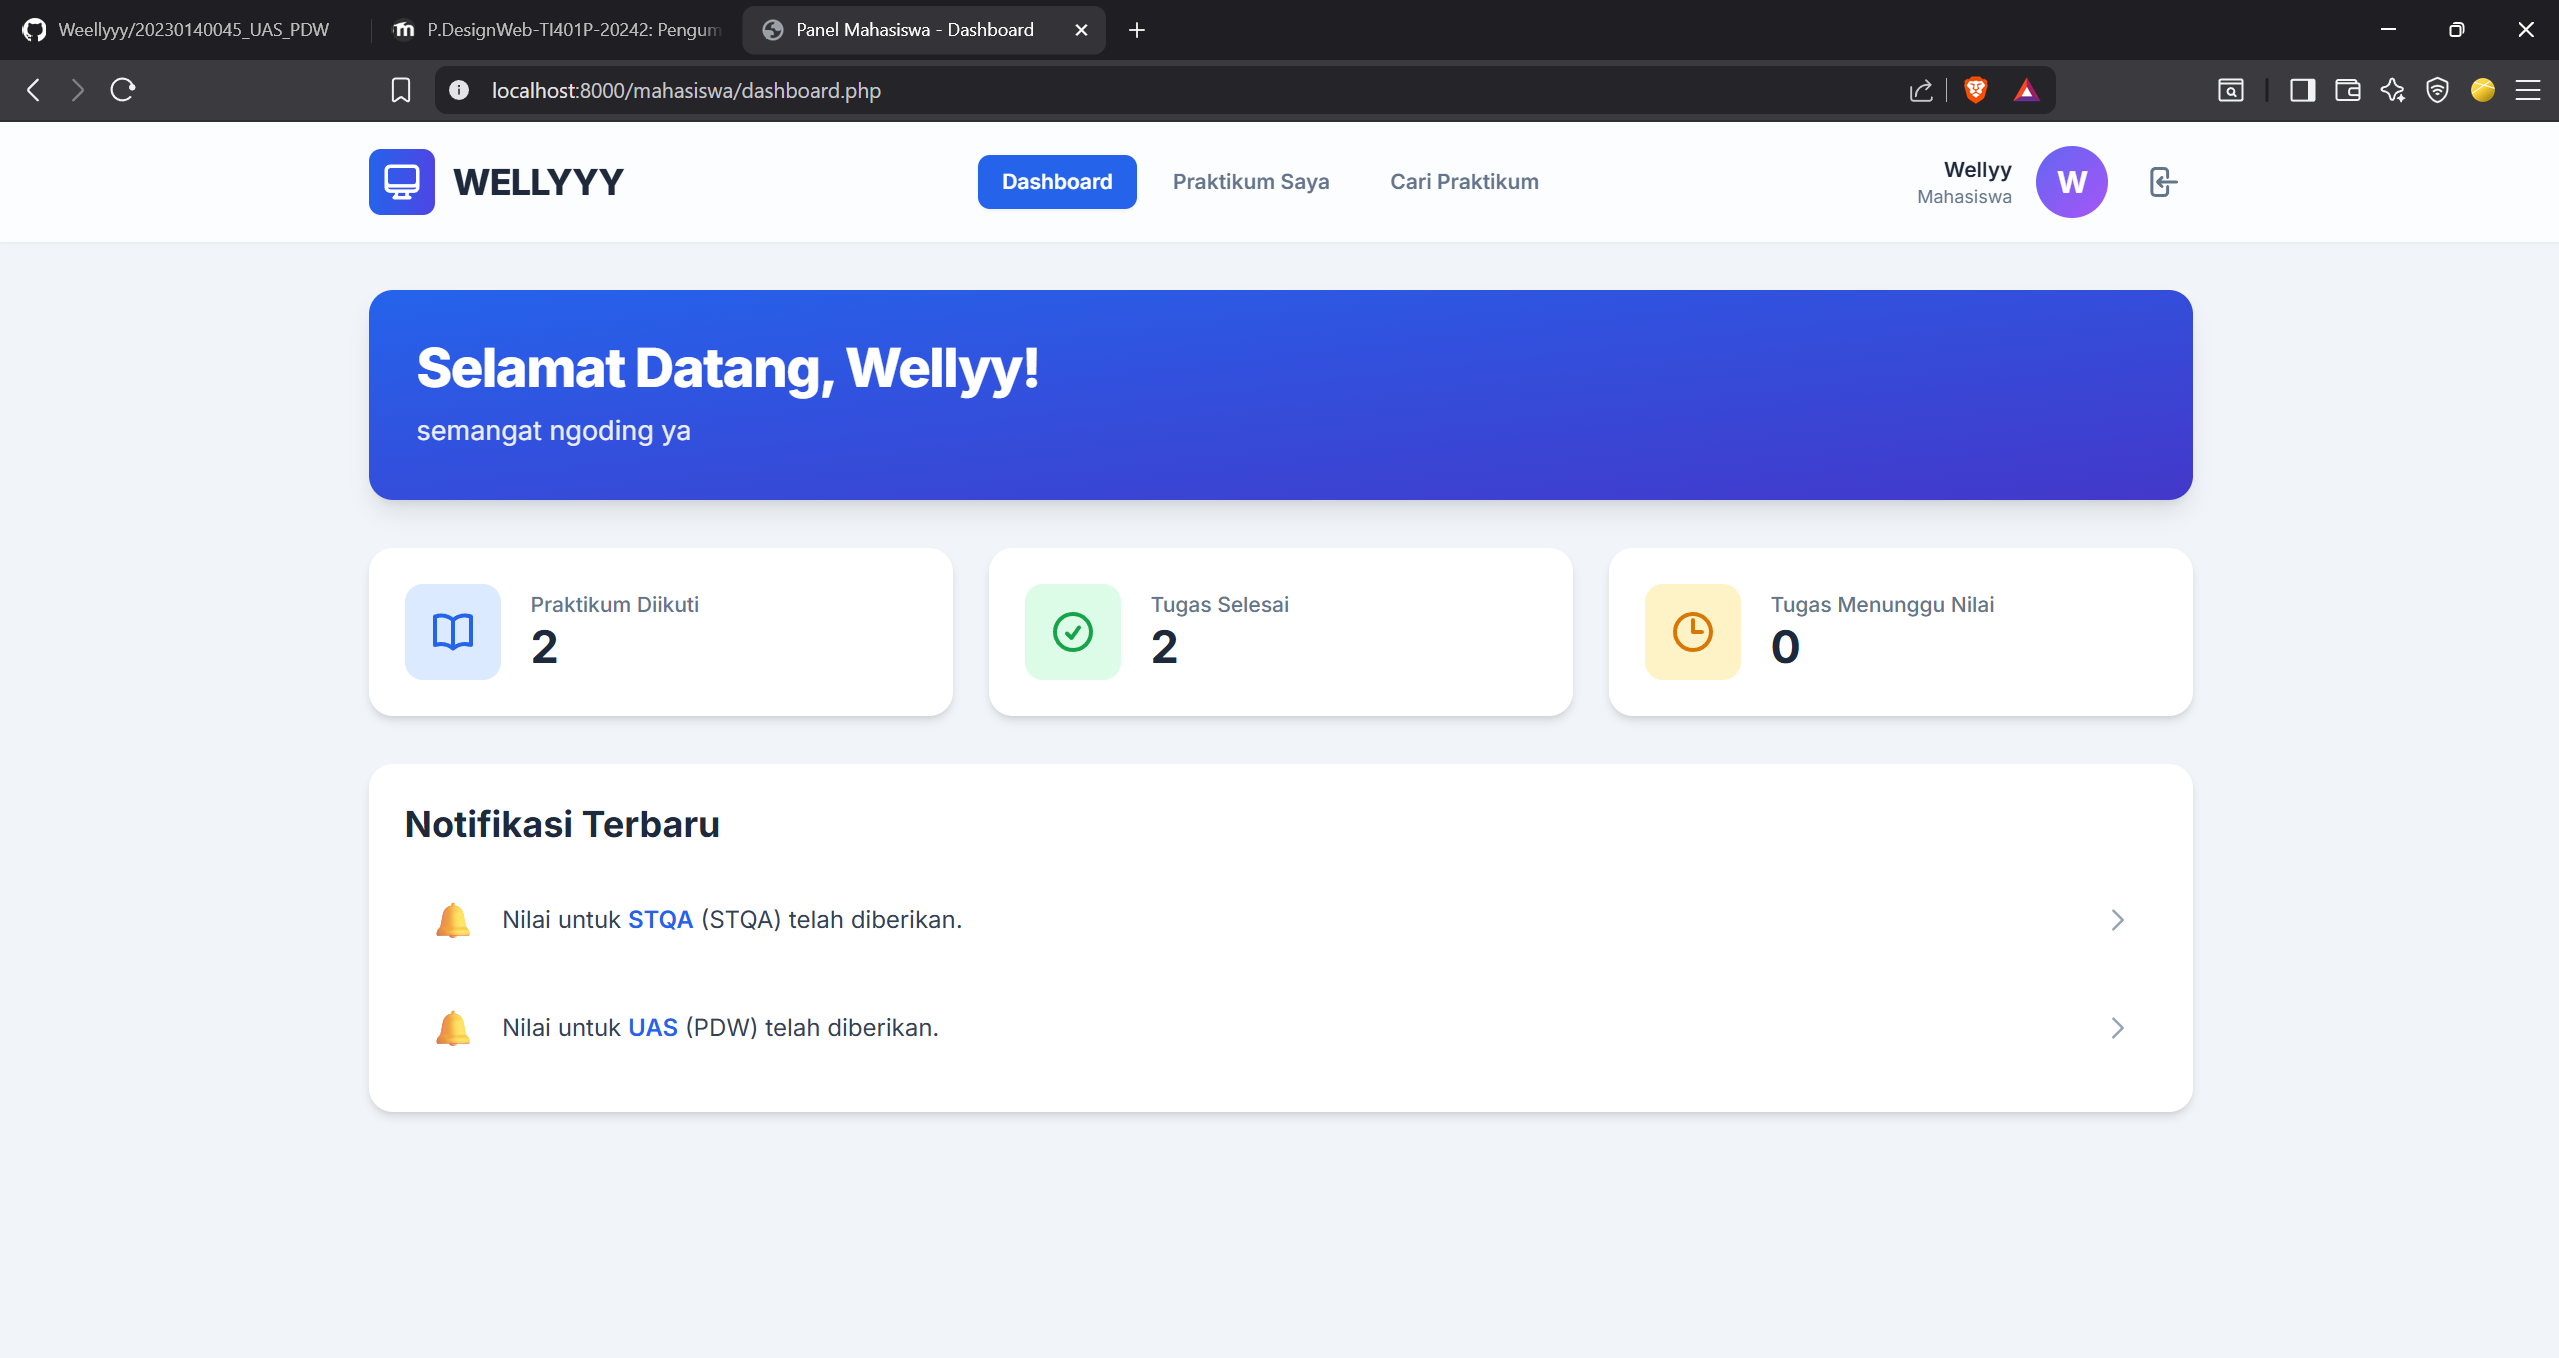 Weellyyy/20230140045_UAS_PDW
P.DesignWeb-TI401P-20242: Pengum
Panel Mahasiswa - Dashboard
localhost:8000/mahasiswa/dashboard.php
WELLYYY
Dashboard
Praktikum Saya
Cari Praktikum
Wellyy
Mahasiswa
W
Selamat Datang, Wellyy!
semangat ngoding ya
Praktikum Diikuti
2
Tugas Selesai
2
Tugas Menunggu Nilai
0
Notifikasi Terbaru
Nilai untuk STQA (STQA) telah diberikan.
Nilai untuk UAS (PDW) telah diberikan.